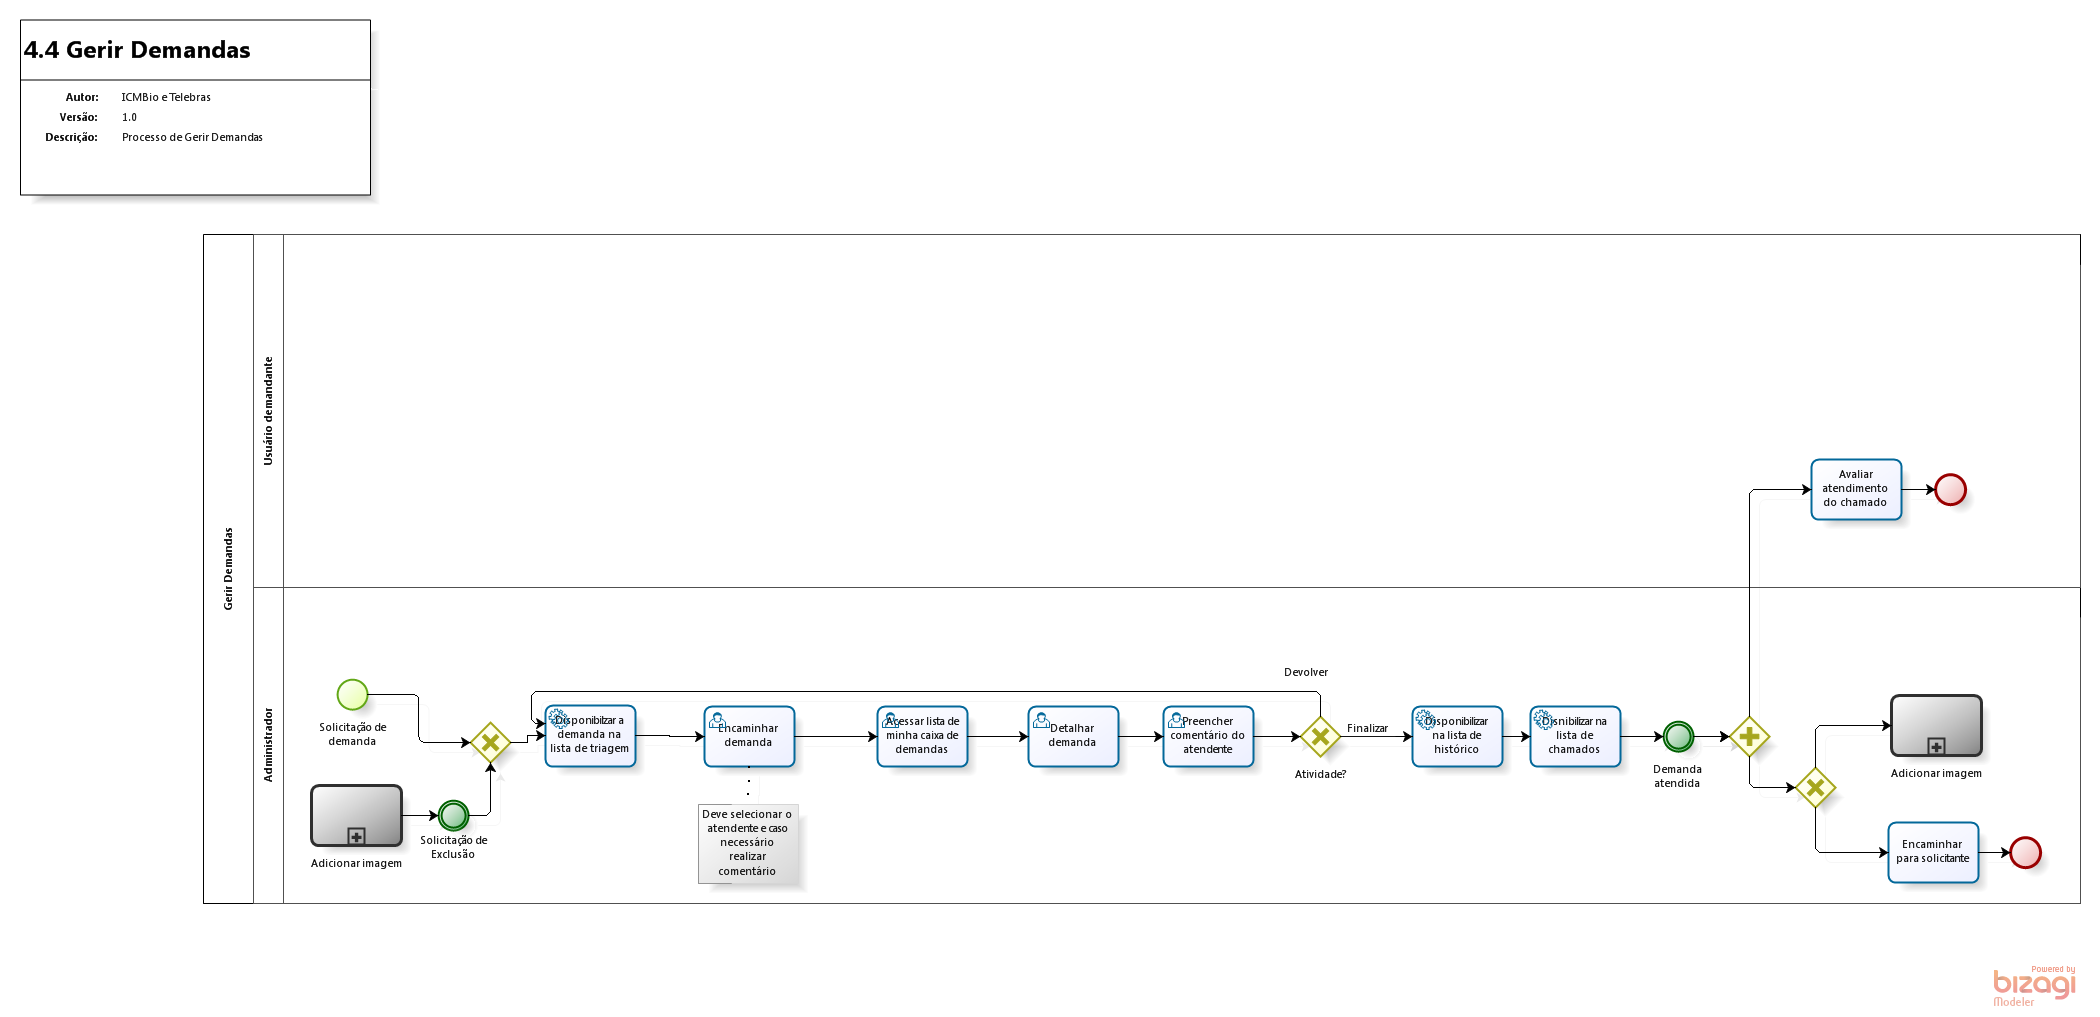 4.4 Gerir Demandas
Autor: ICMBio e Telebras
Versão: 1.0
Descrição: Processo de Gerir Demandas
Gerir Demandas
Usuário demandante
Avaliar
atendimento
do chamado
Administrador
Solicitação de
demanda
Adicionar imagem
Solicitação de
Exclusão
Disponibilzar a
demanda na
lista de triagem
Encaminhar
demanda
Deve selecionar o
atendente e caso
necessário
realizar
comentário
Acessar lista de
minha caixa de
demandas
Detalhar
demanda
Preencher
comentário do
atendente
Devolver
Atividade?
Finalizar
Disponibilizar
na lista de
histórico
Disnibilizar na
lista de
chamados
Demanda
atendida
Adicionar imagem
Encaminhar
para solicitante
Powered by
bizagi
Modeler